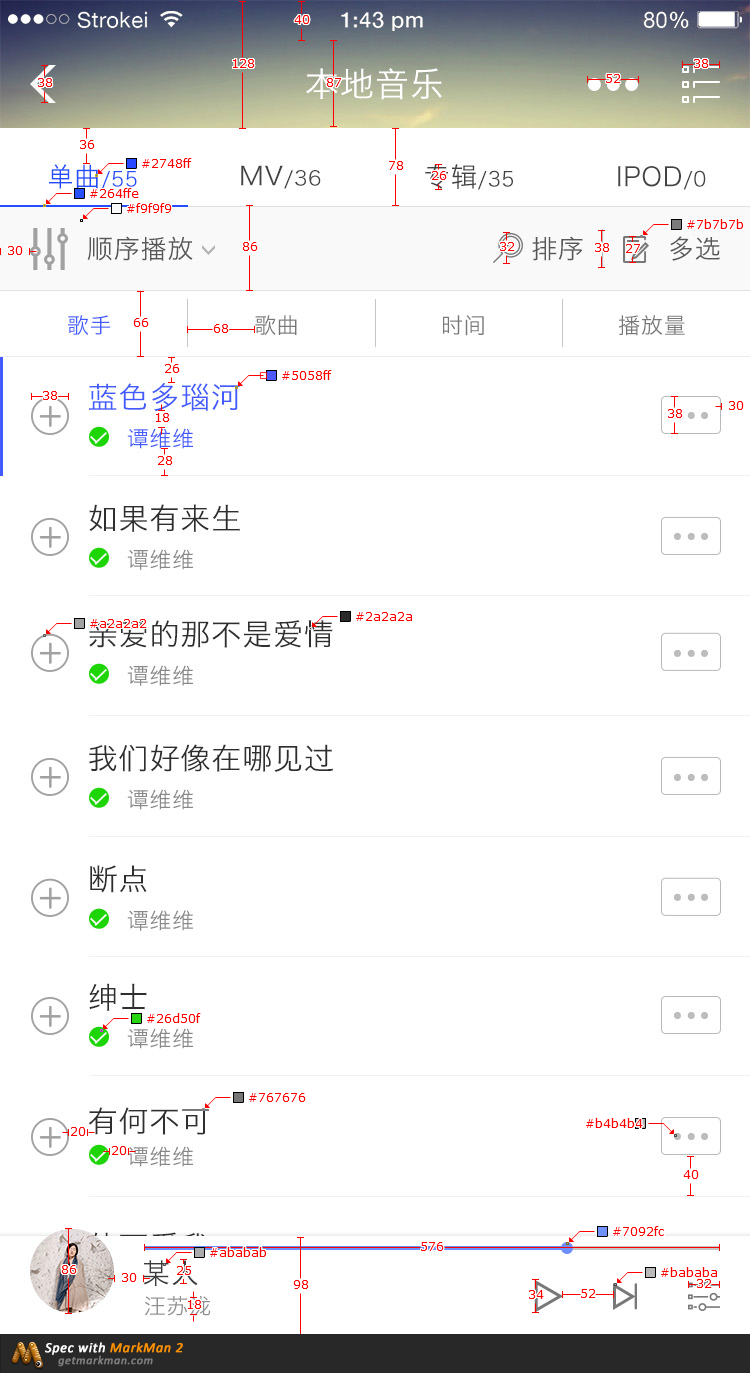 Strokei 1:43 pm 80%
40
128
38 本地音乐 87 52 38
36
78
#2748ff
单曲/55 MV/36 专辑/35 IPOD/0
26
#264ffe
#f9f9f9
#7b7b7b
30 顺序播放 86 32 排序 38 27 多选
歌手 66 68 歌曲 时间 播放量
26
#5058ff
38 蓝色多瑙河 30
18 38
谭维维
28
如果有来生
谭维维
#a2a2a2 #2a2a2a
亲爱的那不是爱情
谭维维
我们好像在哪见过
谭维维
断点
谭维维
绅士
#26d50f
谭维维
#767676
有何不可 #b4b4b4
20
20 谭维维
40
#7092fc
576
#ababab
86 30 某人 25 98 #bababa
32
34 52
汪苏泷 18
Spec with MarkMan 2
getmarkman.com